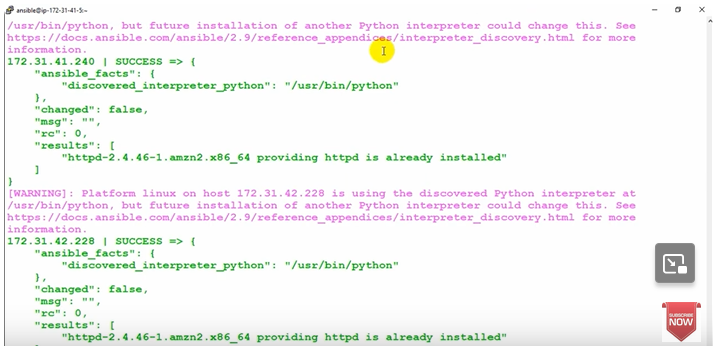 ansible@ip-172-31-41-5:~
/usr/bin/python, but future installation of another Python interpreter could change this. See
https://docs.ansible.com/ansible/2.9/reference_appendices/interpreter_discovery.html for more
information.
172.31.41.240 | SUCCESS => {
    "ansible_facts": {
        "discovered_interpreter_python": "/usr/bin/python"
    },
    "changed": false,
    "msg": "",
    "rc": 0,
    "results": [
        "httpd-2.4.46-1.amzn2.x86_64 providing httpd is already installed"
    ]
}
[WARNING]: Platform linux on host 172.31.42.228 is using the discovered Python interpreter at
/usr/bin/python, but future installation of another Python interpreter could change this. See
https://docs.ansible.com/ansible/2.9/reference_appendices/interpreter_discovery.html for more
information.
172.31.42.228 | SUCCESS => {
    "ansible_facts": {
        "discovered_interpreter_python": "/usr/bin/python"
    },
    "changed": false,
    "msg": "",
    "rc": 0,
    "results": [
        "httpd-2.4.46-1.amzn2.x86_64 providing httpd is already installed"
SUBSCRIBE
NOW